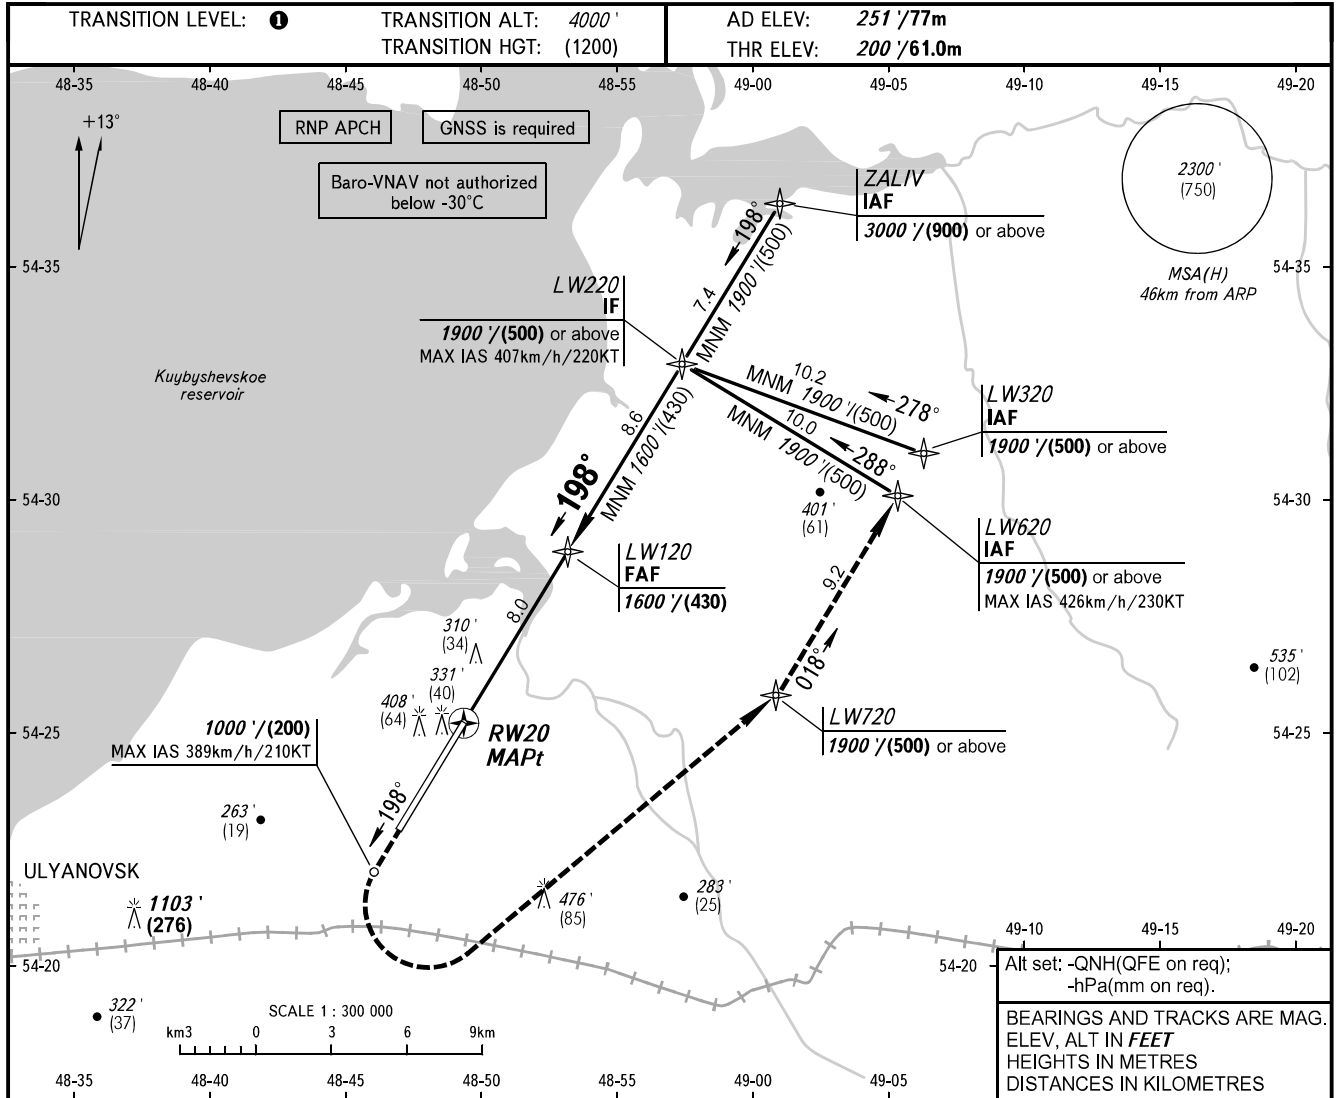 TRANSITION LEVEL: ❶ TRANSITION ALT: 4000 '
TRANSITION HGT: (1200)
AD ELEV: 251 '/77m
THR ELEV: 200 '/61.0m
48-35 48-40 48-45 48-50 48-55 49-00 49-05 49-10 49-15 49-20
+13°
RNP APCH
GNSS is required
Baro-VNAV not authorized
below -30°C
ZALIV
IAF
3000 '/(900) or above
2300 '
(750)
MSA(H)
46km from ARP
54-35
54-35
198°
7.4
MNM 1900 '/(500)
LW220
IF
1900 '/(500) or above
MAX IAS 407km/h/220KT
Kuybyshevskoe
reservoir
10.2
MNM 1900 '/(500)
278°
LW320
IAF
1900 '/(500) or above
10.0
MNM 1900 '/(500)
288°
8.6
MNM 1600 '/(430)
198°
54-30
54-30
401 '
(61)
LW620
IAF
1900 '/(500) or above
MAX IAS 426km/h/230KT
LW120
FAF
1600 '/(430)
9.2
018°
8.0
310 '
(34)
331 '
(40)
408 '
(64)
535 '
(102)
RW20
MAPt
LW720
1900 '/(500) or above
1000 '/(200)
MAX IAS 389km/h/210KT
54-25
54-25
198°
263 '
(19)
ULYANOVSK
1103 '
(276)
476 '
(85)
283 '
(25)
54-20
54-20
49-10 49-15 49-20
322 '
(37)
SCALE 1 : 300 000
km3 0 3 6 9km
Alt set: -QNH(QFE on req);
-hPa(mm on req).
BEARINGS AND TRACKS ARE MAG.
ELEV, ALT IN FEET
HEIGHTS IN METRES
DISTANCES IN KILOMETRES
48-35 48-40 48-45 48-50 48-55 49-00 49-05